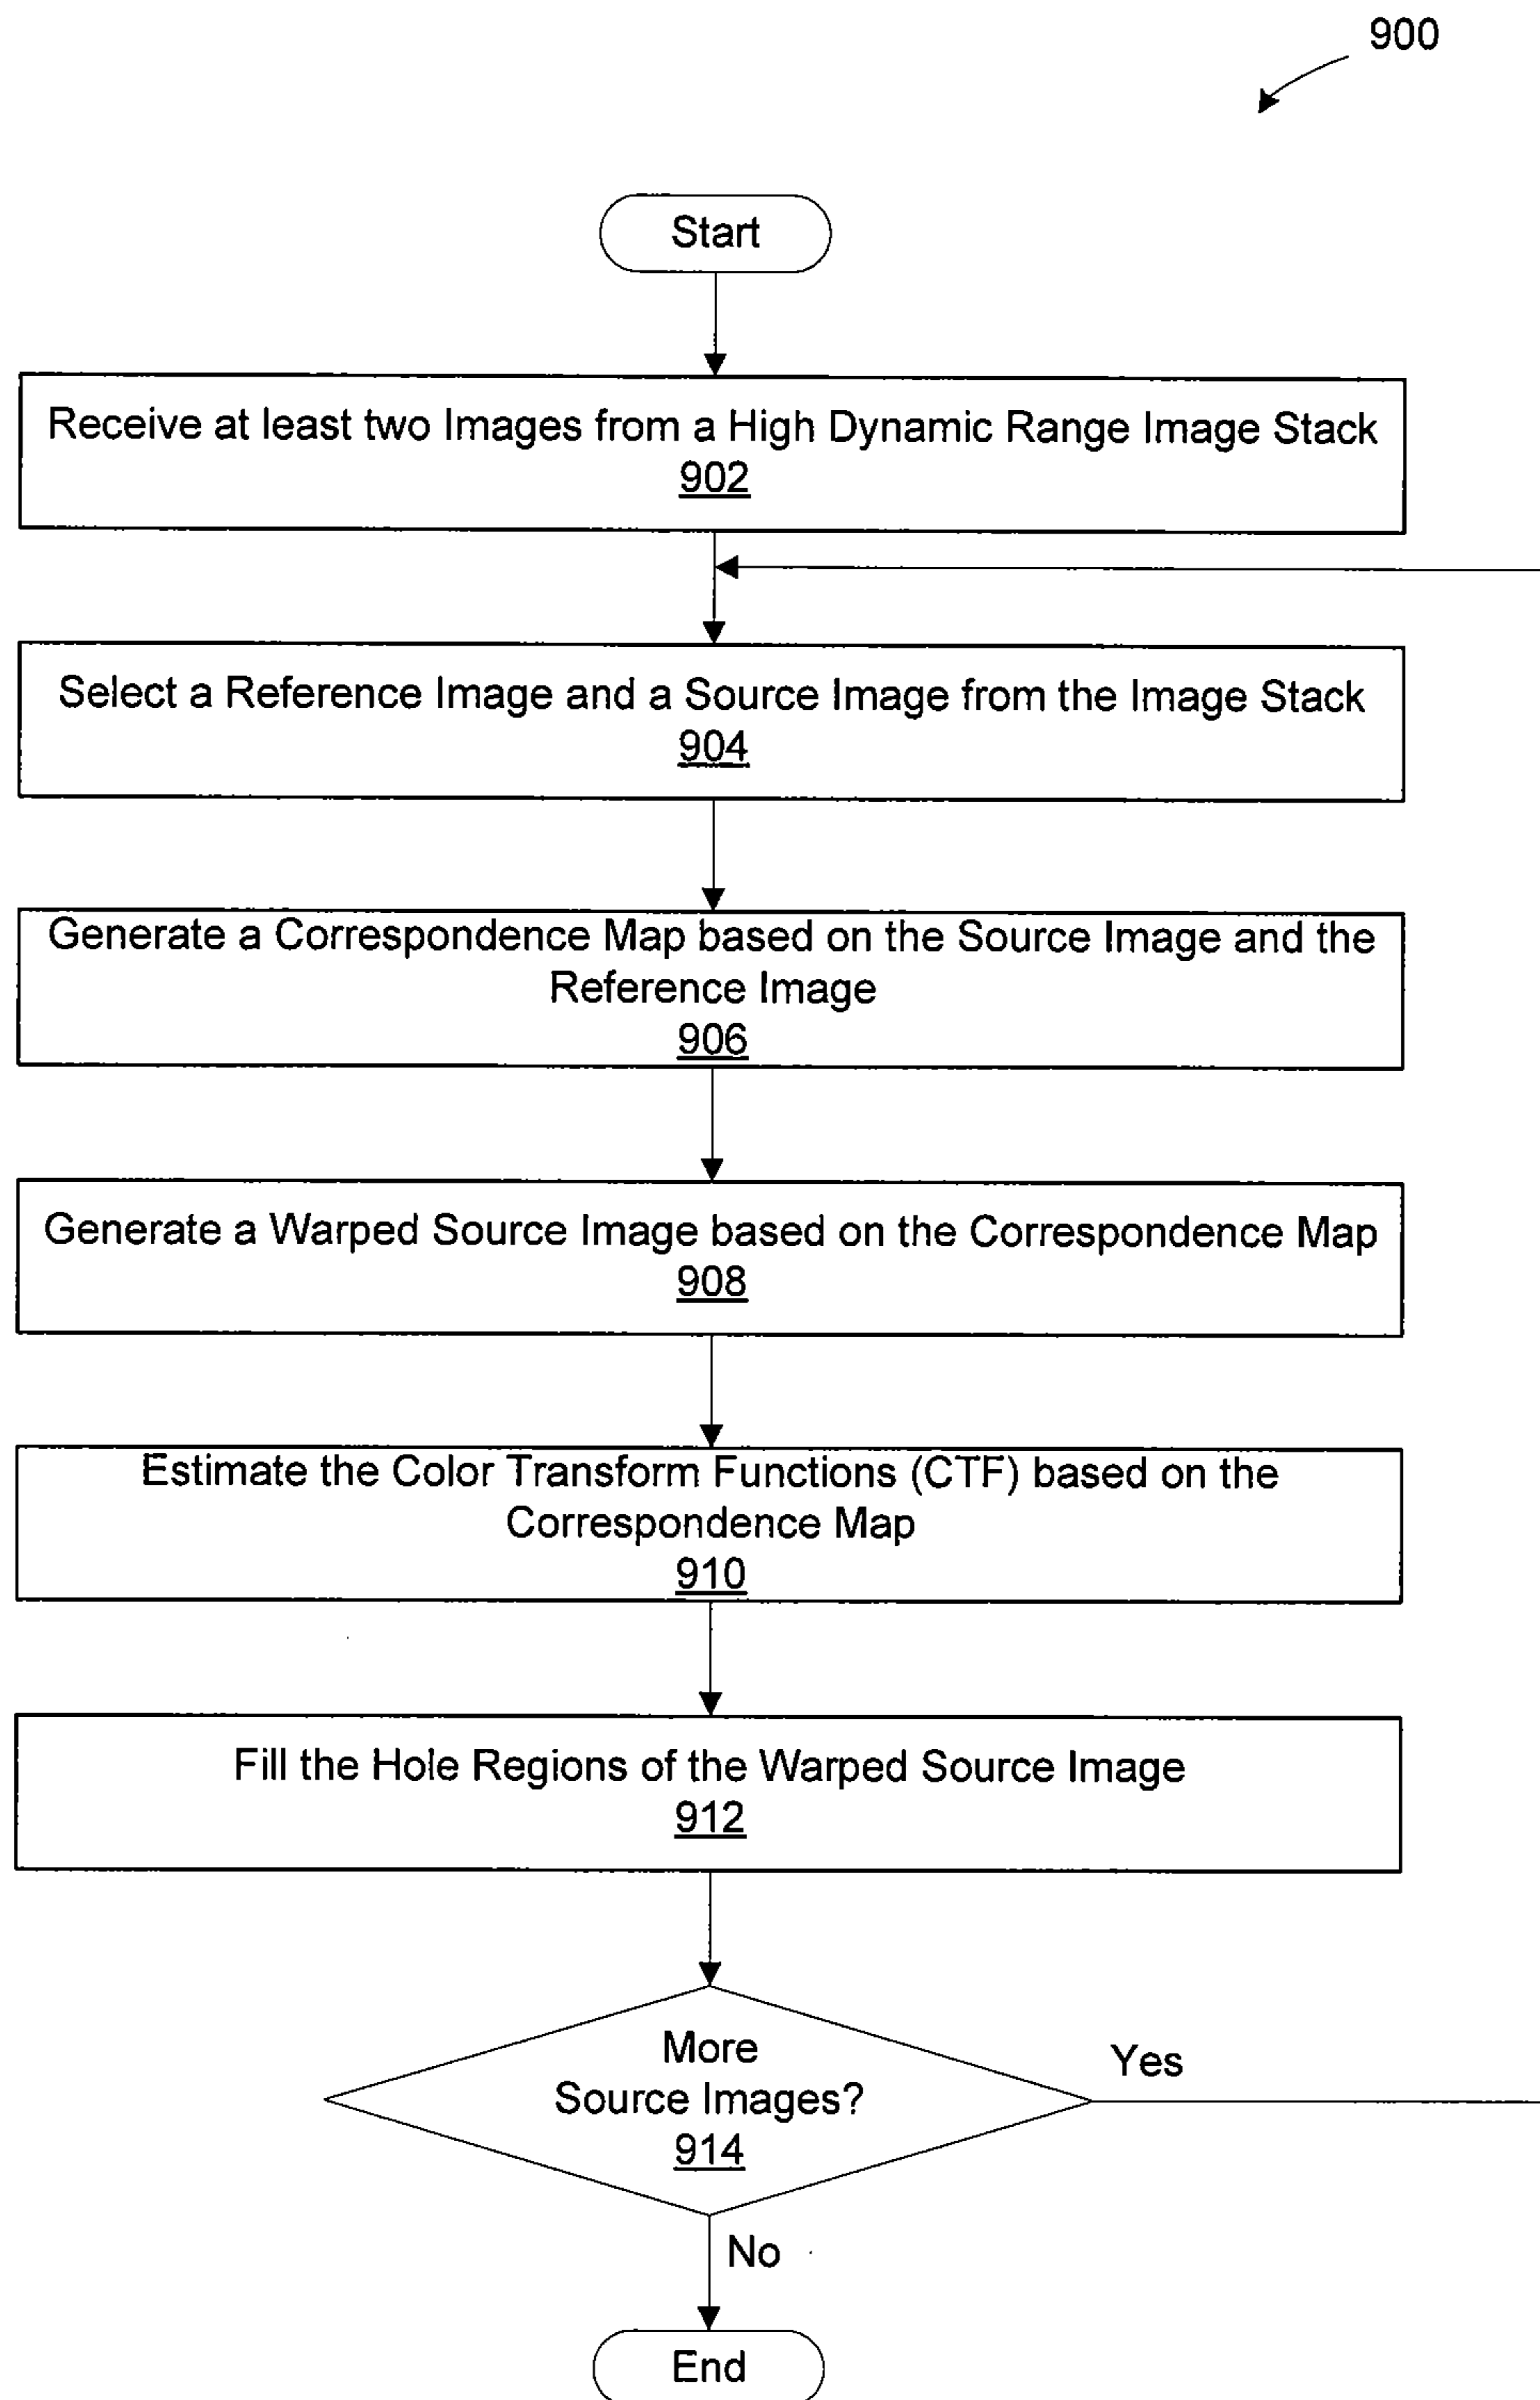 900
Start
Receive at least two Images from a High Dynamic Range Image Stack
902
Select a Reference Image and a Source Image from the Image Stack
904
Generate a Correspondence Map based on the Source Image and the
Reference Image
906
Generate a Warped Source Image based on the Correspondence Map
908
Estimate the Color Transform Functions (CTF) based on the
Correspondence Map
910
Fill the Hole Regions of the Warped Source Image
912
More
Source Images?
914
Yes
No
End